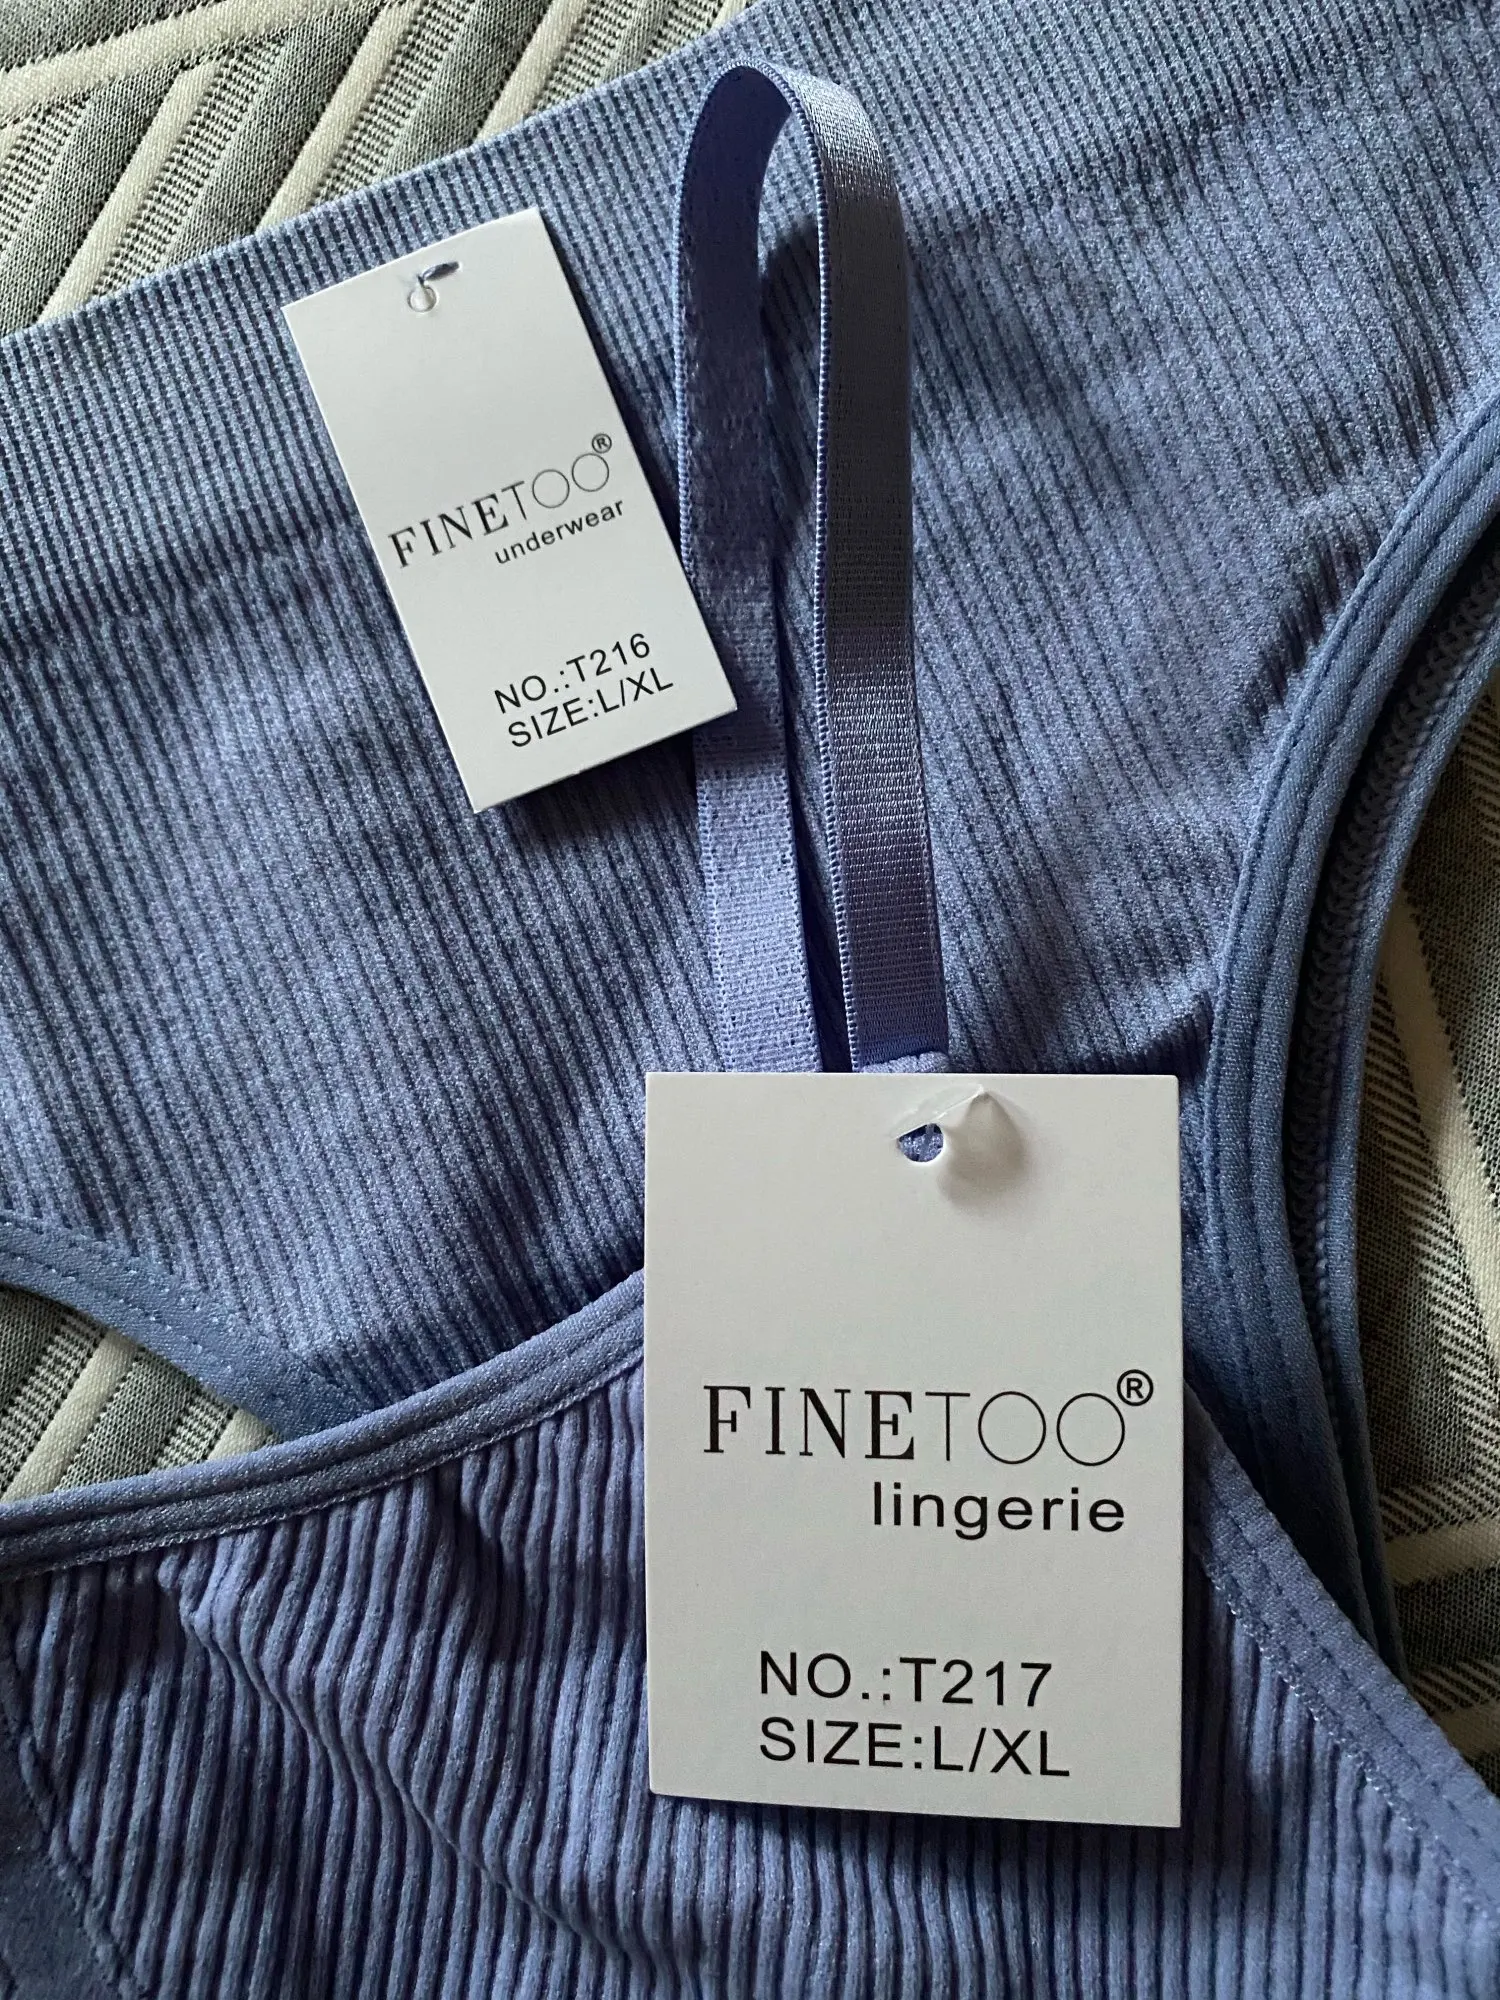 FINETOO®
underwear
NO.:T216
SIZE:L/XL
FINETOO®
lingerie
NO.:T217
SIZE:L/XL